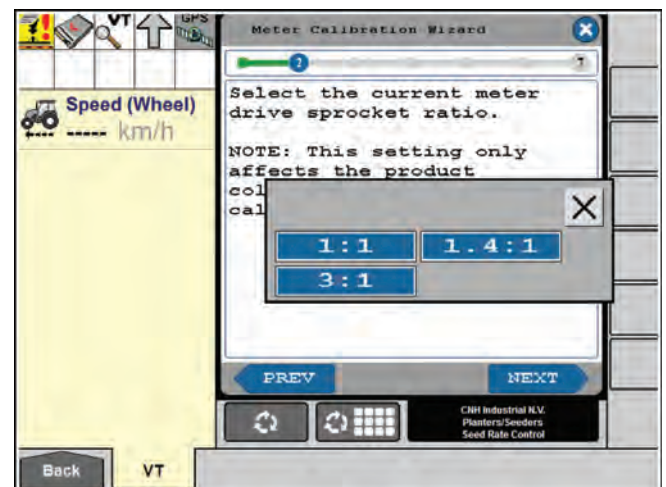 VT
GPS
Meter Calibration Wizard
2
7
Speed (Wheel)
----- km/h
Select the current meter
drive sprocket ratio.
NOTE: This setting only
affects the product
1:1
1.4:1
3:1
PREV
NEXT
CNH Industrial N.V.
Planters/Seeders
Seed Rate Control
Back
VT